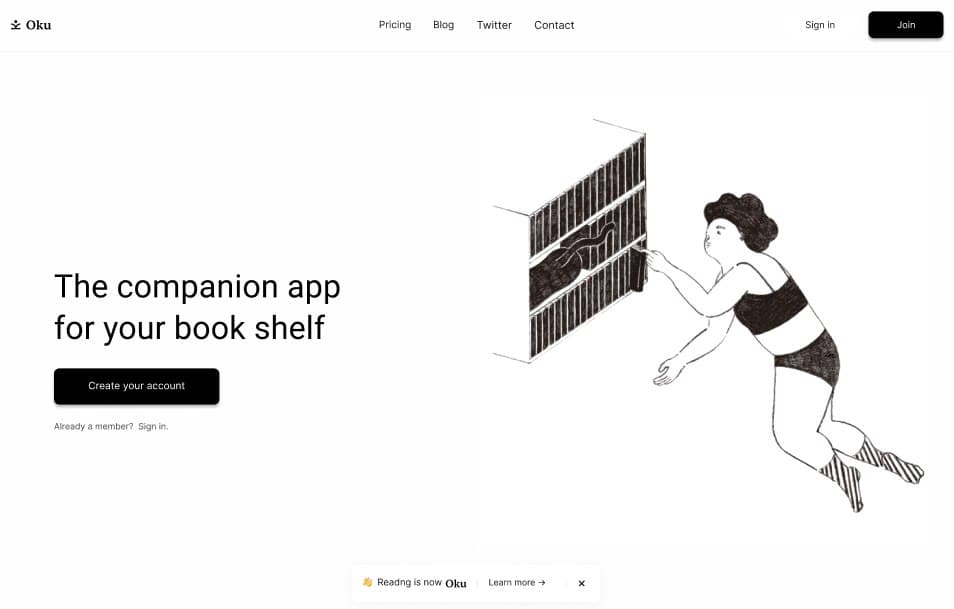 Oku
Pricing Blog Twitter Contact
Sign in Join
The companion app
for your book shelf
Create your account
Already a member? Sign in.
👋 Readng is now Oku Learn more → ×